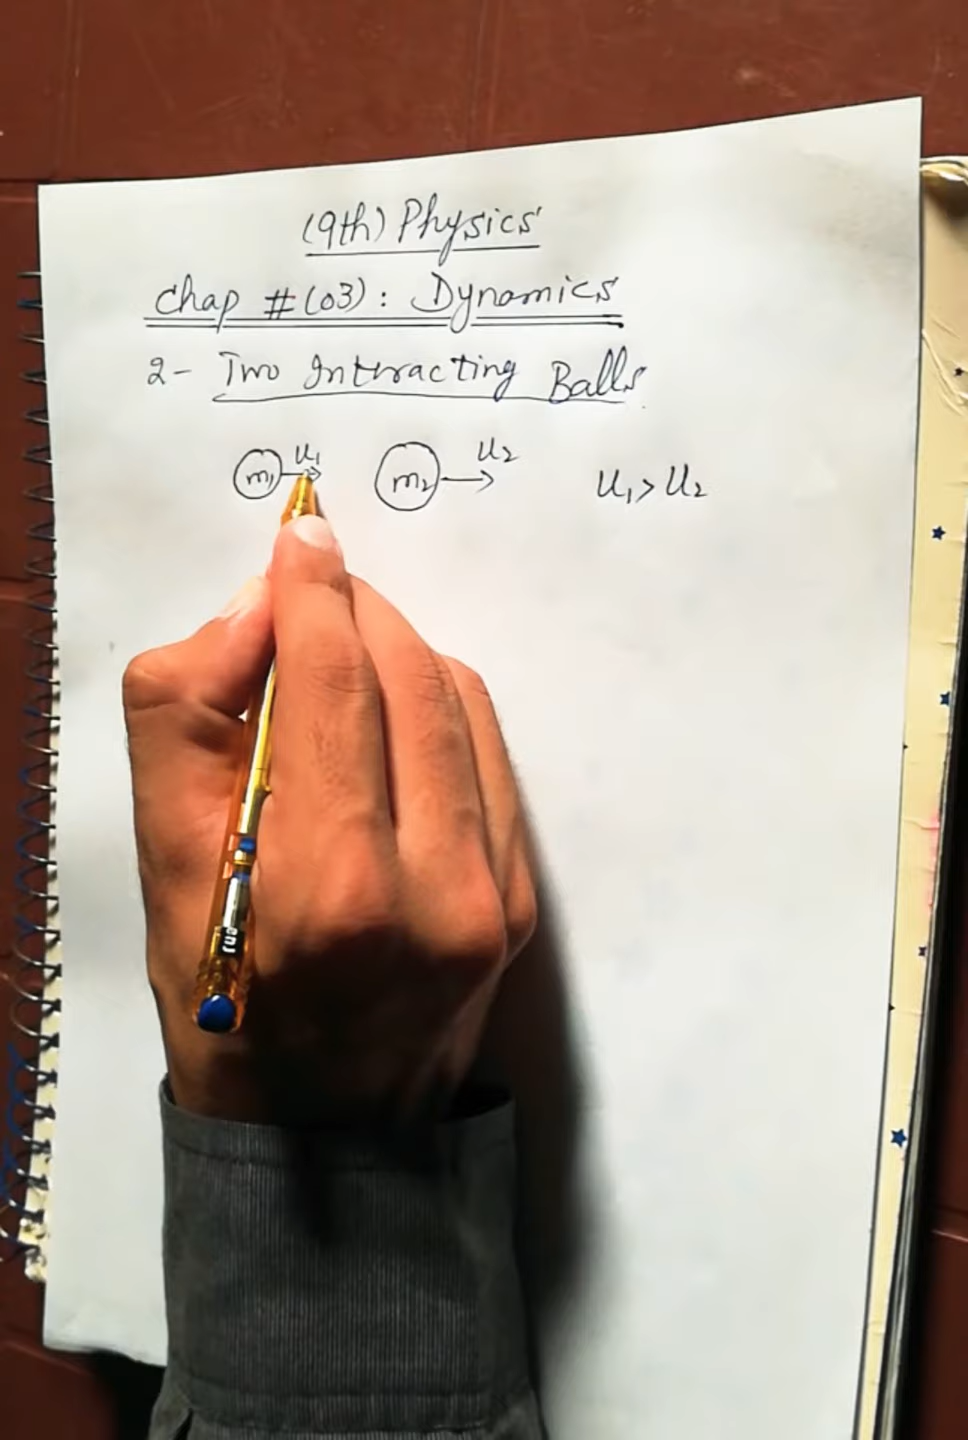 (9th) Physics
Chap # (03): Dynamics
2- Two Interacting Balls
m₁ u₁ m₂ u₂ u₁ > u₂